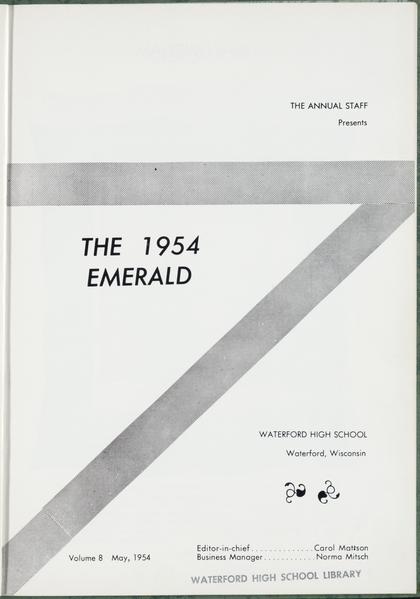 THE ANNUAL STAFF
Presents
THE 1954
EMERALD
WATERFORD HIGH SCHOOL
Waterford, Wisconsin
Volume 8 May, 1954
Editor-in-chief..............Carol Mattson
Business Manager............Norma Mitsch
WATERFORD HIGH SCHOOL LIBRARY